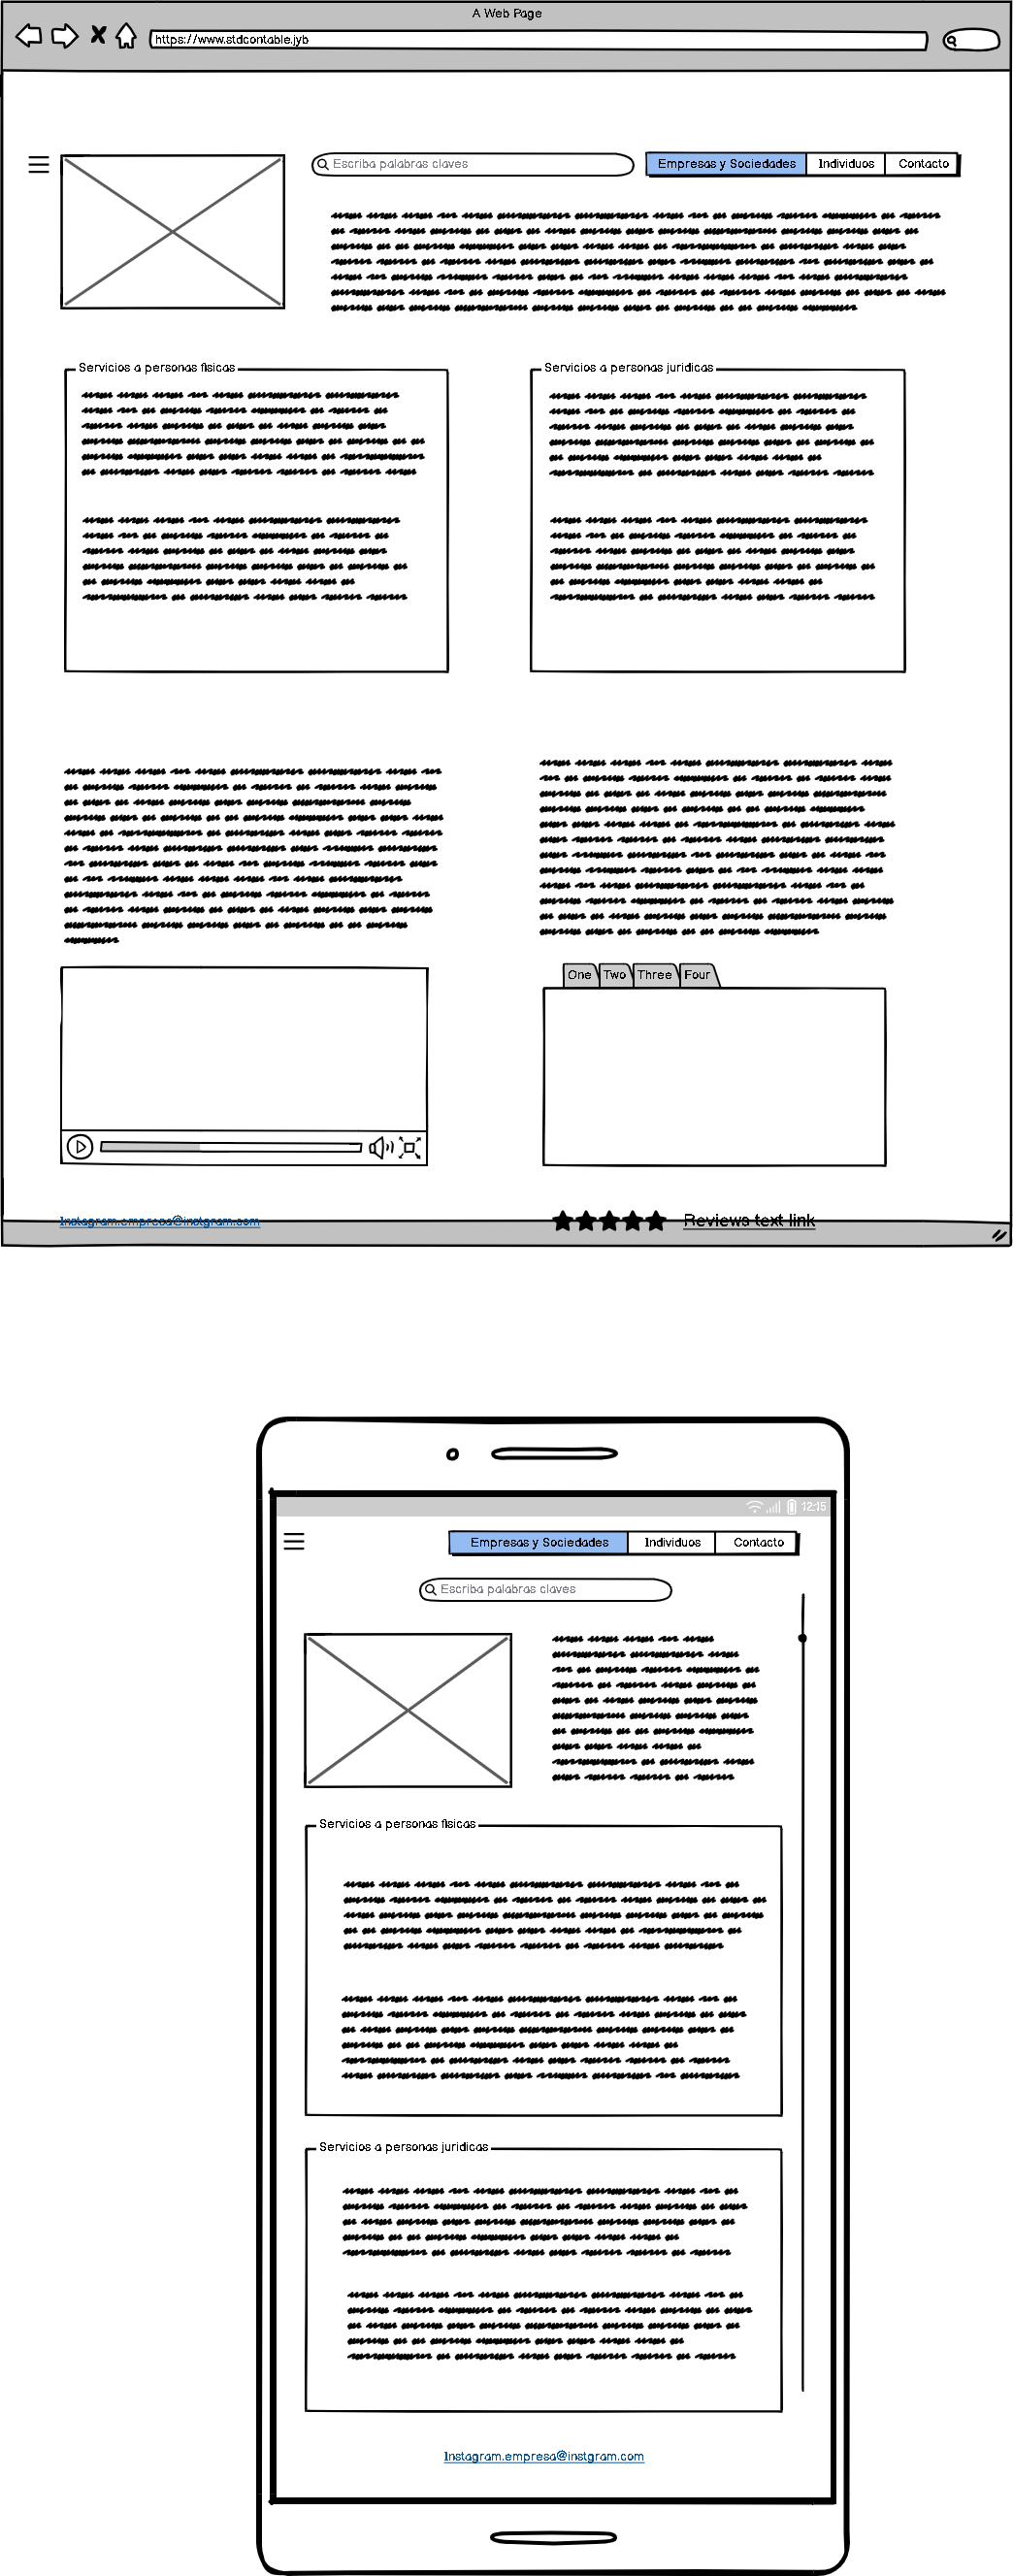 A Web Page
https://www.stdcontable.jyb
Escriba palabras claves
Empresas y Sociedades
Individuos
Contacto
Servicios a personas fisicas
Servicios a personas juridicas
One
Two
Three
Four
Instagram.empresa@instgram.com
Reviews text link
12:15
Empresas y Sociedades
Individuos
Contacto
Escriba palabras claves
Servicios a personas fisicas
Servicios a personas juridicas
Instagram.empresa@instgram.com